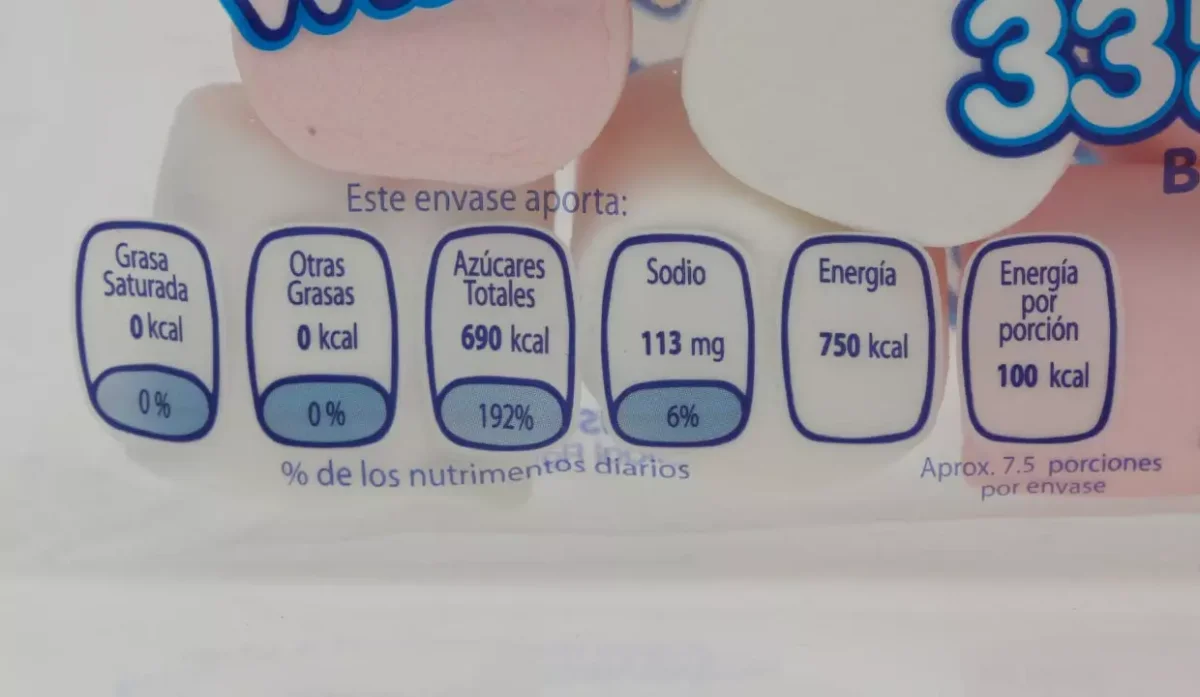 335
B
Este envase aporta:
Grasa
Saturada
0 kcal
0%
Otras
Grasas
0 kcal
0%
Azúcares
Totales
690 kcal
192%
Sodio
113 mg
6%
Energía
750 kcal
Energía
por
porción
100 kcal
% de los nutrimentos diarios
Aprox. 7.5 porciones
por envase